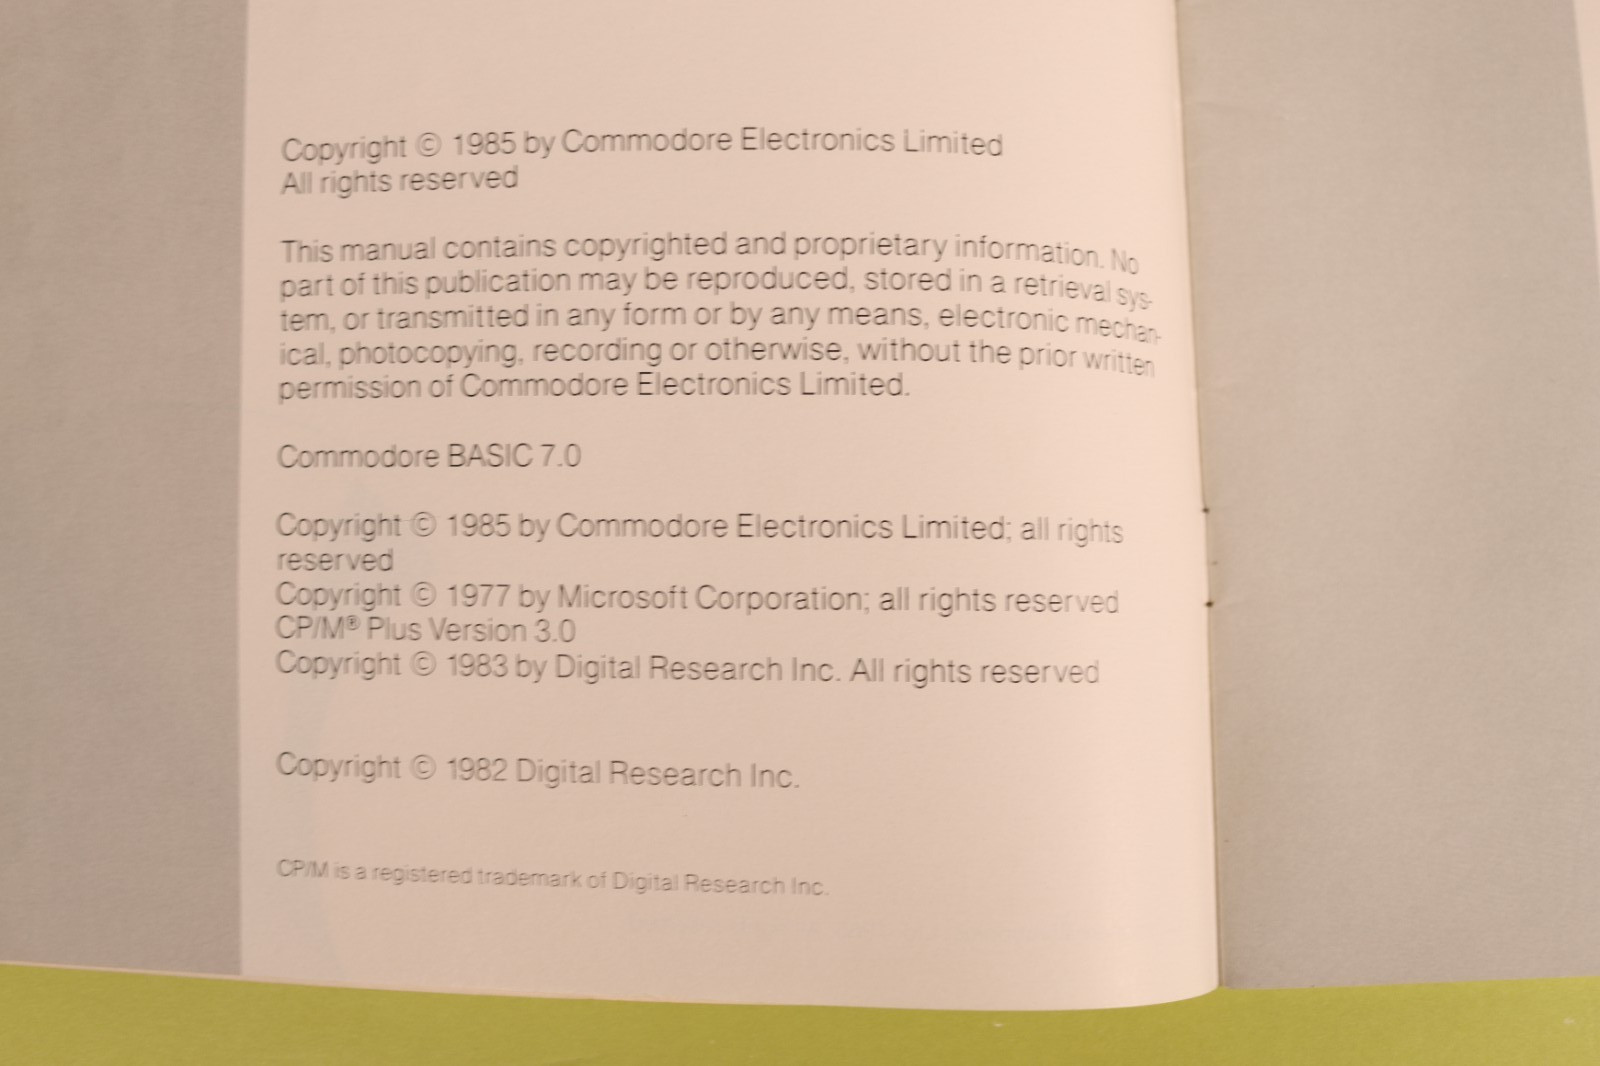 Copyright © 1985 by Commodore Electronics Limited
All rights reserved
This manual contains copyrighted and proprietary information. No
part of this publication may be reproduced, stored in a retrieval sys-
tem, or transmitted in any form or by any means, electronic mechan-
ical, photocopying, recording or otherwise, without the prior written
permission of Commodore Electronics Limited.
Commodore BASIC 7.0
Copyright © 1985 by Commodore Electronics Limited; all rights
reserved
Copyright © 1977 by Microsoft Corporation; all rights reserved
CP/M® Plus Version 3.0
Copyright © 1983 by Digital Research Inc. All rights reserved
Copyright © 1982 Digital Research Inc.
CP/M is a registered trademark of Digital Research Inc.